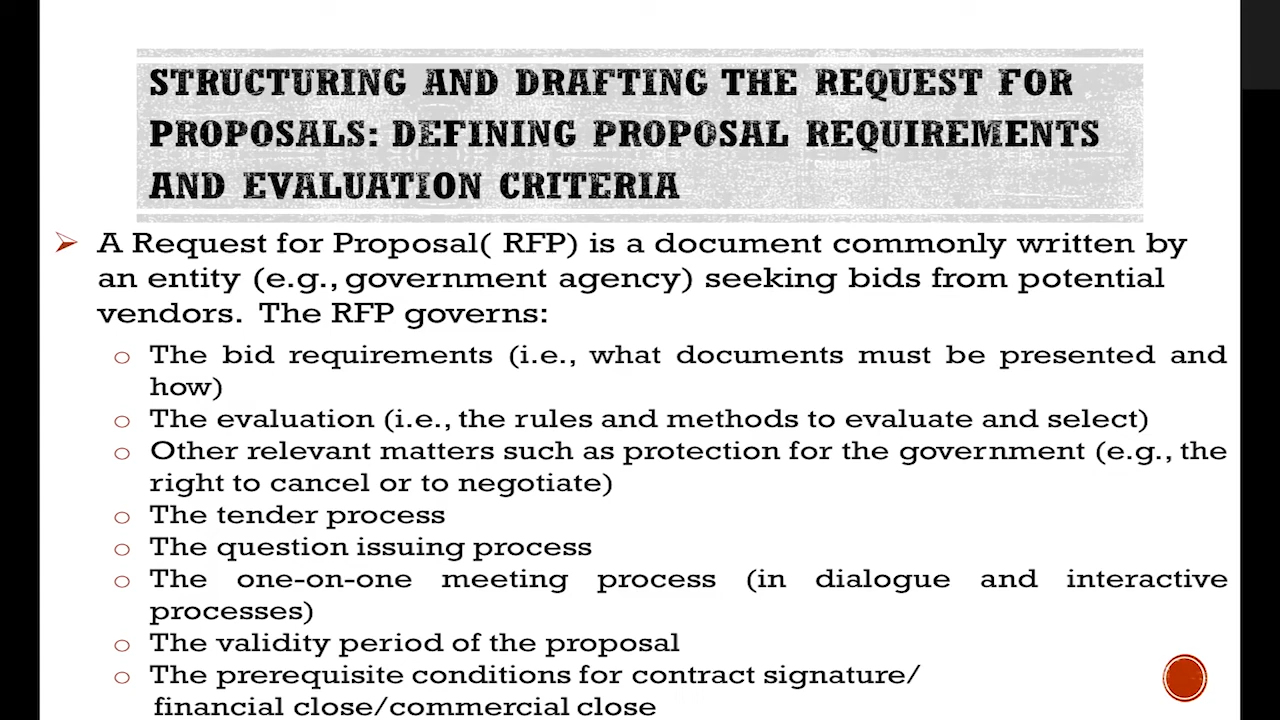 STRUCTURING AND DRAFTING THE REQUEST FOR
PROPOSALS: DEFINING PROPOSAL REQUIREMENTS
AND EVALUATION CRITERIA
A Request for Proposal( RFP) is a document commonly written by
an entity (e.g., government agency) seeking bids from potential
vendors. The RFP governs:
The bid requirements (i.e., what documents must be presented and
how)
The evaluation (i.e., the rules and methods to evaluate and select)
Other relevant matters such as protection for the government (e.g., the
right to cancel or to negotiate)
The tender process
The question issuing process
The one-on-one meeting process (in dialogue and interactive
processes)
The validity period of the proposal
The prerequisite conditions for contract signature/
financial close/commercial close